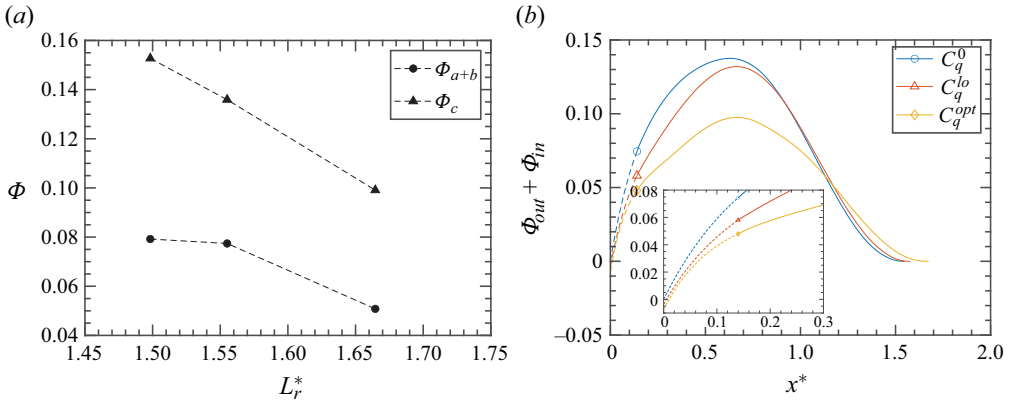 (a)
0.16
0.14
0.12
0.10
0.08
0.06
0.04
Φ
Φa+b
Φc
1.45 1.50 1.55 1.60 1.65 1.70 1.75
L*r
(b)
0.15
0.10
0.05
0
−0.05
Φout + Φin
C0q
Cloq
Coptq
0.08
0.06
0.04
0.02
0
0 0.1 0.2 0.3
0 0.5 1.0 1.5 2.0
x*